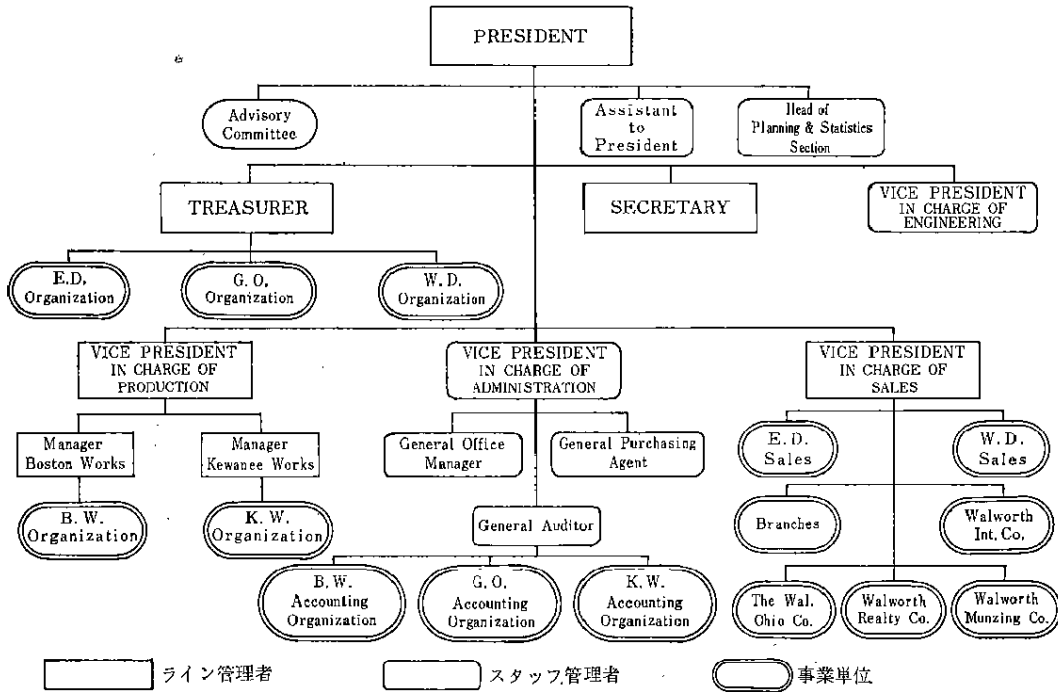 PRESIDENT
Advisory
Committee
Assistant
to
President
Head of
Planning & Statistics
Section
TREASURER
SECRETARY
VICE PRESIDENT
IN CHARGE OF
ENGINEERING
E.D.
Organization
G.O.
Organization
W.D.
Organization
VICE PRESIDENT
IN CHARGE OF
PRODUCTION
VICE PRESIDENT
IN CHARGE OF
ADMINISTRATION
VICE PRESIDENT
IN CHARGE OF
SALES
Manager
Boston Works
Manager
Kewanee Works
General Office
Manager
General Purchasing
Agent
E.D.
Sales
W.D.
Sales
B.W.
Organization
K.W.
Organization
General Auditor
Branches
Walworth
Int. Co.
B.W.
Accounting
Organization
G.O.
Accounting
Organization
K.W.
Accounting
Organization
The Wal.
Ohio Co.
Walworth
Realty Co.
Walworth
Munzing Co.
ライン管理者
スタッフ管理者
事業単位